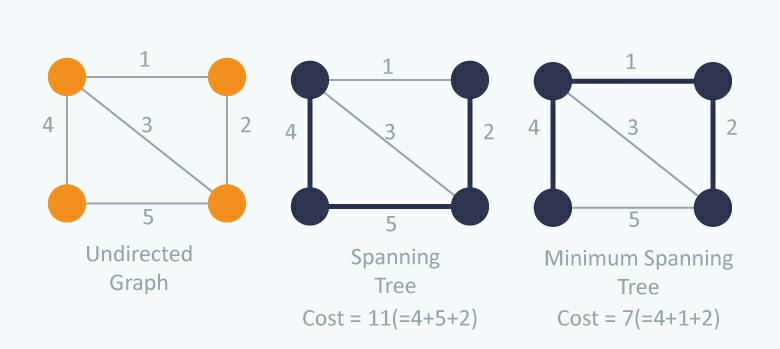 1
4
3
2
5
Undirected
Graph
1
4
3
2
5
Spanning
Tree
Cost = 11(=4+5+2)
1
4
3
2
5
Minimum Spanning
Tree
Cost = 7(=4+1+2)